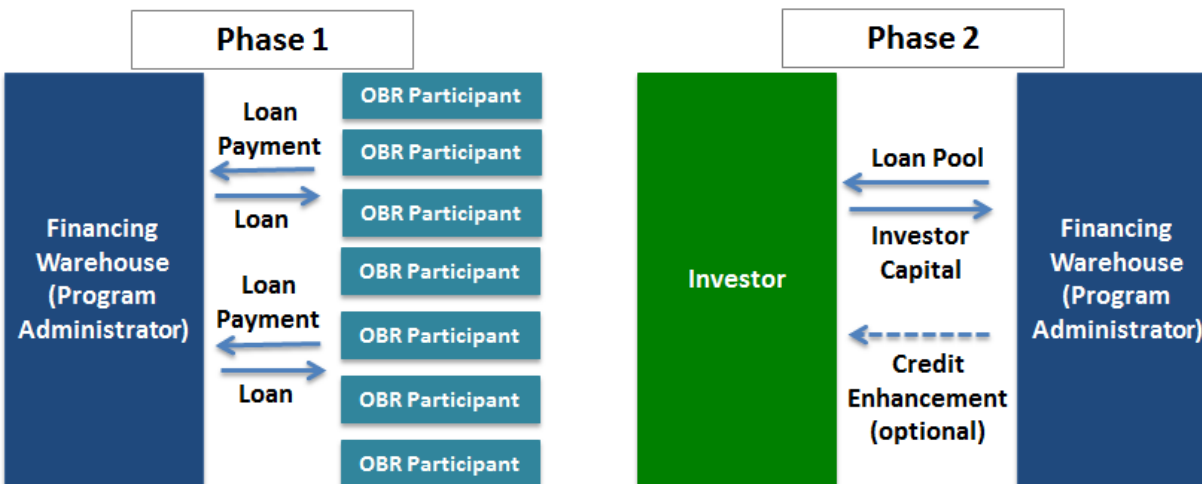 Phase 1
Financing
Warehouse
(Program
Administrator)
Loan
Payment
Loan
Loan
Payment
Loan
OBR Participant
OBR Participant
OBR Participant
OBR Participant
OBR Participant
OBR Participant
OBR Participant
Phase 2
Investor
Loan Pool
Investor
Capital
Credit
Enhancement
(optional)
Financing
Warehouse
(Program
Administrator)